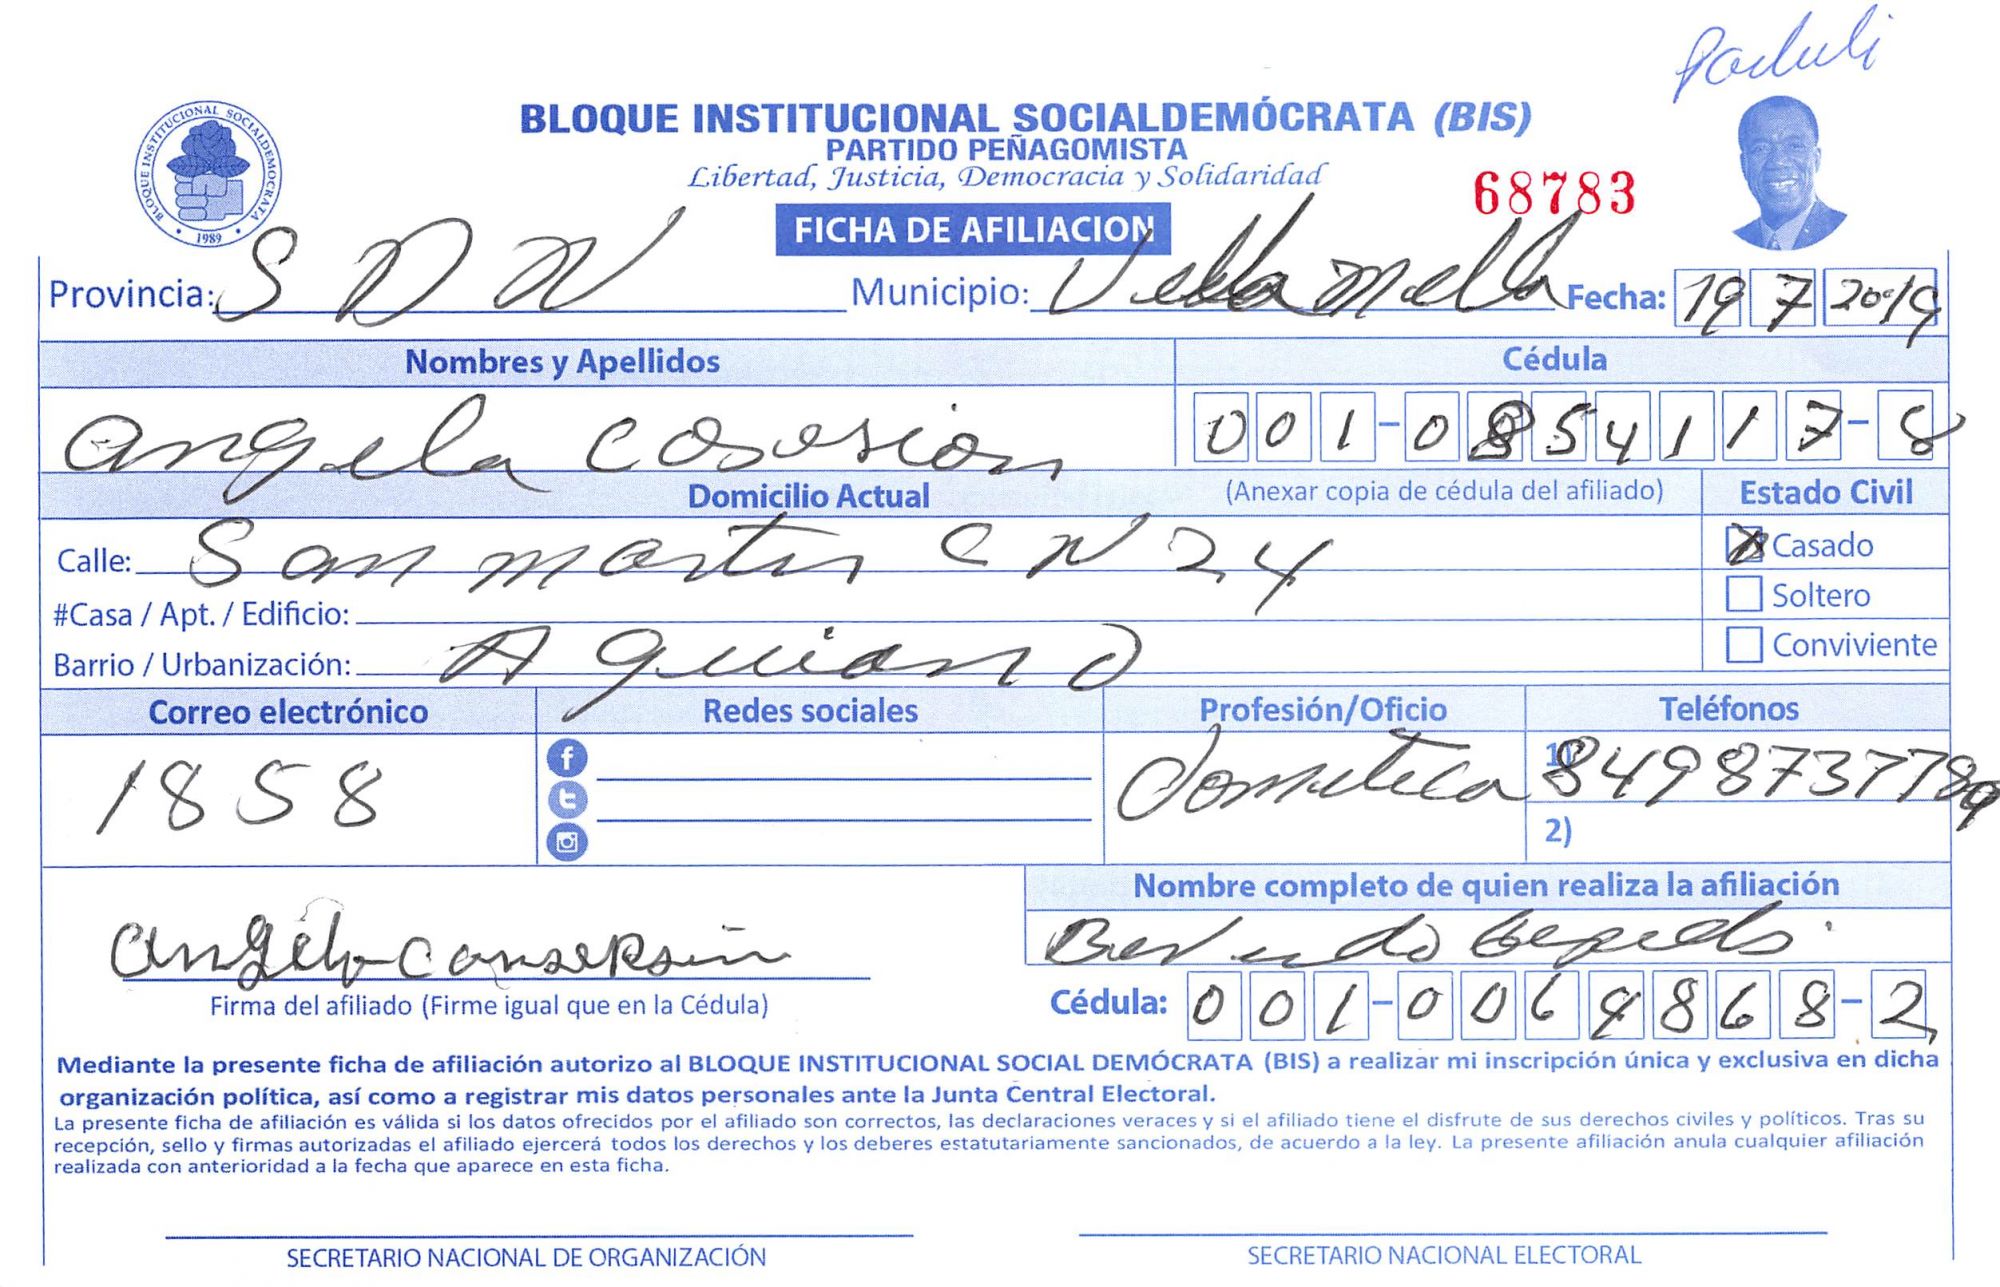 BLOQUE INSTITUCIONAL SOCIALDEMÓCRATA (BIS)
PARTIDO PEÑAGOMISTA
Libertad, Justicia, Democracia y Solidaridad
BLOQUE INSTITUCIONAL SOCIALDEMOCRATA
1989
68783
FICHA DE AFILIACION
Provincia: S D N Municipio: Villa Mella Fecha: 19 7 2019
Nombres y Apellidos Cédula
Angela 001-0854117-8
Domicilio Actual (Anexar copia de cédula del afiliado) Estado Civil
Calle: San martin C N 24 X Casado
#Casa / Apt. / Edificio: Soltero
Barrio / Urbanización: Conviviente
Correo electrónico Redes sociales Profesión/Oficio Teléfonos
1858 1) 8498737789
2)
Nombre completo de quien realiza la afiliación
Firma del afiliado (Firme igual que en la Cédula) Cédula: 001-0064868-2
Mediante la presente ficha de afiliación autorizo al BLOQUE INSTITUCIONAL SOCIAL DEMÓCRATA (BIS) a realizar mi inscripción única y exclusiva en dicha
organización política, así como a registrar mis datos personales ante la Junta Central Electoral.
La presente ficha de afiliación es válida si los datos ofrecidos por el afiliado son correctos, las declaraciones veraces y si el afiliado tiene el disfrute de sus derechos civiles y políticos. Tras su
recepción, sello y firmas autorizadas el afiliado ejercerá todos los derechos y los deberes estatutariamente sancionados, de acuerdo a la ley. La presente afiliación anula cualquier afiliación
realizada con anterioridad a la fecha que aparece en esta ficha.
SECRETARIO NACIONAL DE ORGANIZACIÓN SECRETARIO NACIONAL ELECTORAL